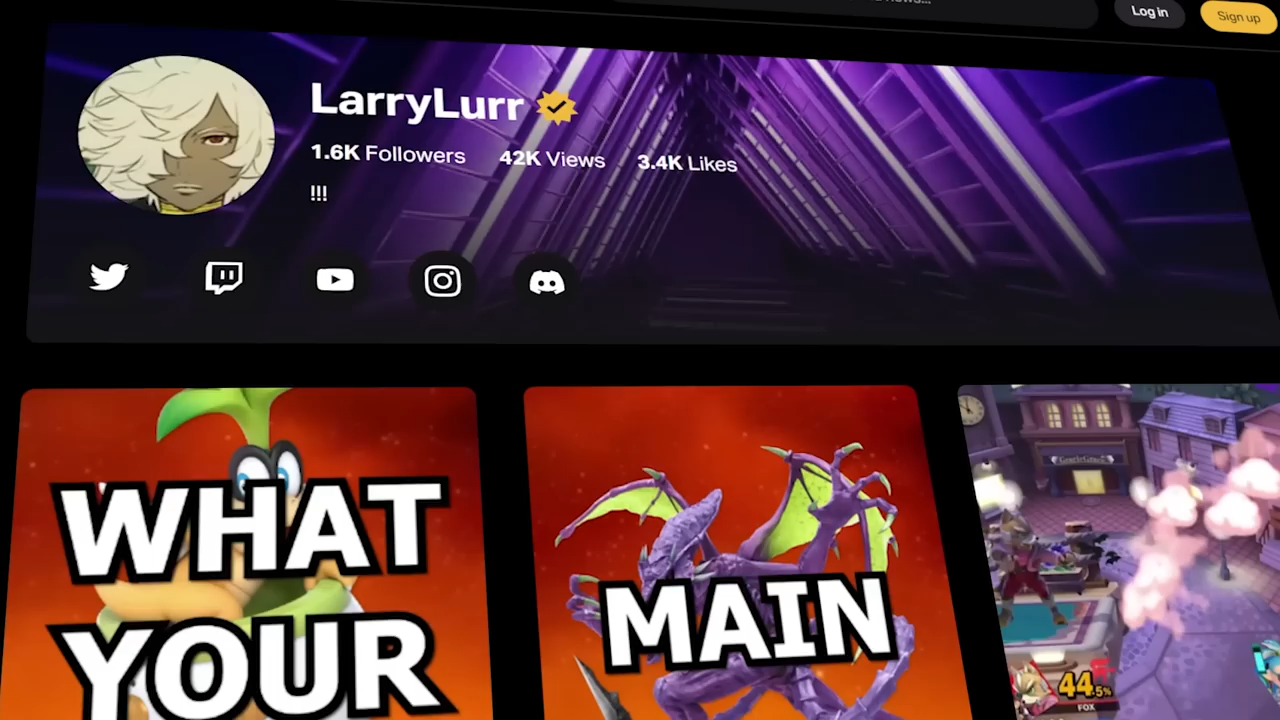 Log in
Sign up
LarryLurr
1.6K Followers 42K Views 3.4K Likes
!!!
WHAT
YOUR
MAIN
44.5%
FOX